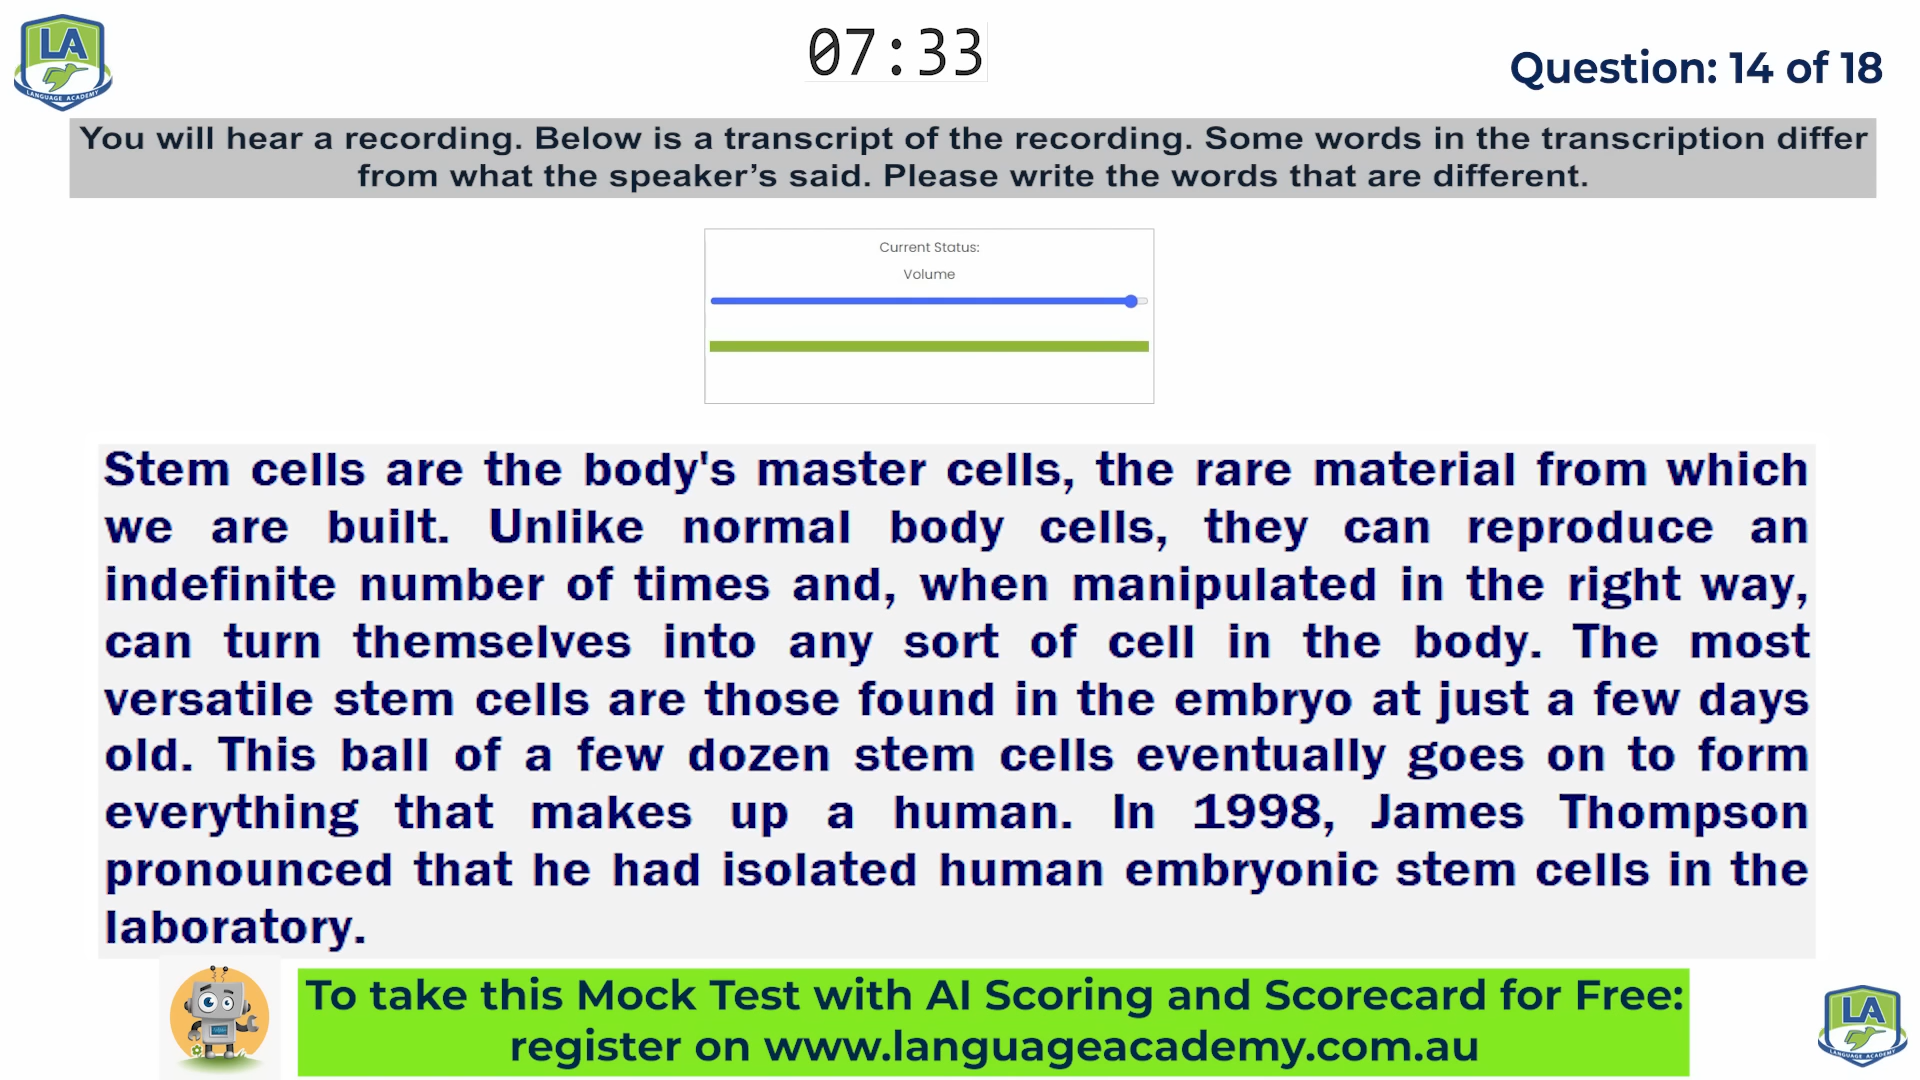 LA
LANGUAGE ACADEMY
07:33
Question: 14 of 18
You will hear a recording. Below is a transcript of the recording. Some words in the transcription differ
from what the speaker's said. Please write the words that are different.
Current Status:
Volume
Stem cells are the body's master cells, the rare material from which
we are built. Unlike normal body cells, they can reproduce an
indefinite number of times and, when manipulated in the right way,
can turn themselves into any sort of cell in the body. The most
versatile stem cells are those found in the embryo at just a few days
old. This ball of a few dozen stem cells eventually goes on to form
everything that makes up a human. In 1998, James Thompson
pronounced that he had isolated human embryonic stem cells in the
laboratory.
To take this Mock Test with AI Scoring and Scorecard for Free:
register on www.languageacademy.com.au
LA
LANGUAGE ACADEMY